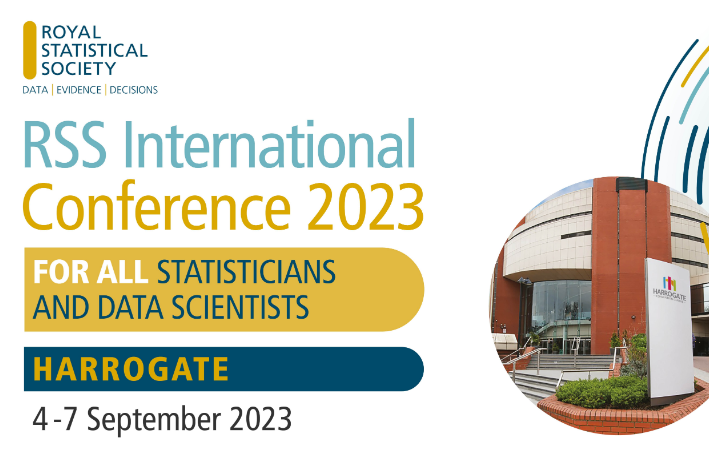 ROYAL
STATISTICAL
SOCIETY
DATA | EVIDENCE | DECISIONS
RSS International
Conference 2023
FOR ALL STATISTICIANS
AND DATA SCIENTISTS
HARROGATE
4-7 September 2023
HARROGATE